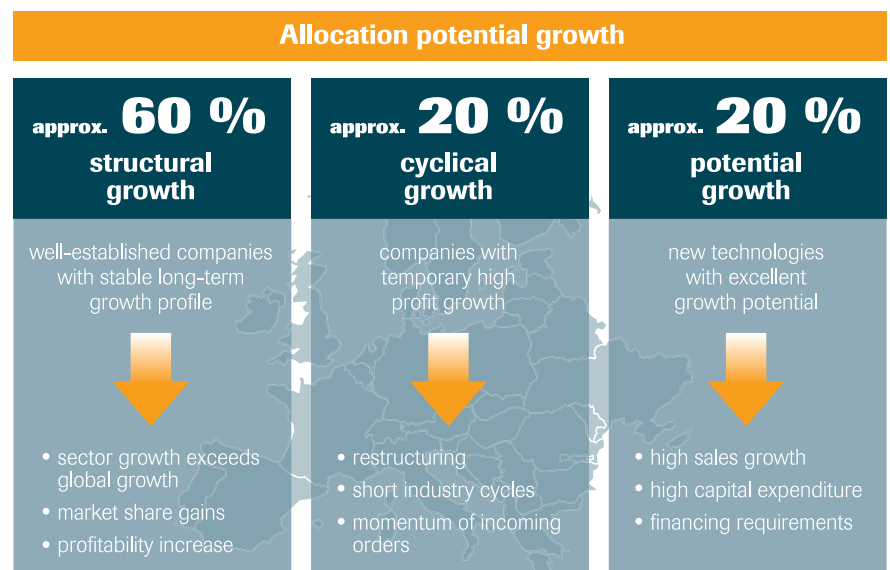 Allocation potential growth
approx. 60 %
structural
growth
well-established companies
with stable long-term
growth profile
• sector growth exceeds
global growth
• market share gains
• profitability increase
approx. 20 %
cyclical
growth
companies with
temporary high
profit growth
• restructuring
• short industry cycles
• momentum of incoming
orders
approx. 20 %
potential
growth
new technologies
with excellent
growth potential
• high sales growth
• high capital expenditure
• financing requirements